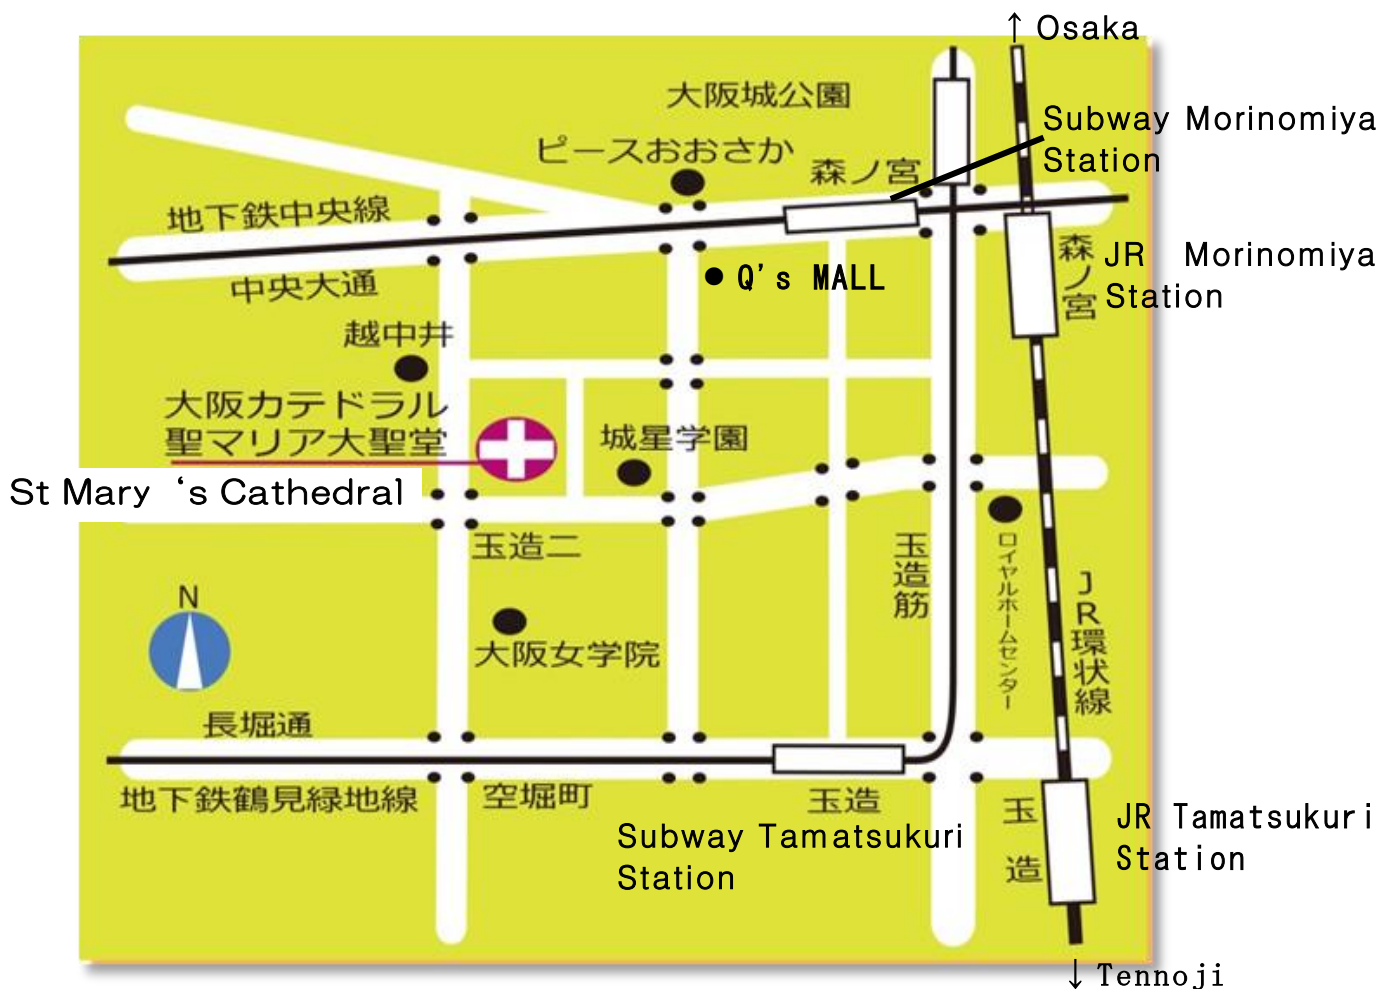 ↑ Osaka
大阪城公園
Subway Morinomiya
Station
ピースおおさか
森ノ宮
地下鉄中央線
中央大通
● Q's MALL
森ノ宮
JR Morinomiya
Station
越中井
大阪カテドラル
聖マリア大聖堂
城星学園
St Mary ‘s Cathedral
玉造二
玉造筋
ロイヤルホームセンター
JR環状線
N
大阪女学院
長堀通
地下鉄鶴見緑地線
空堀町
玉造
玉造
JR Tamatsukuri
Station
Subway Tamatsukuri
Station
↓ Tennoji